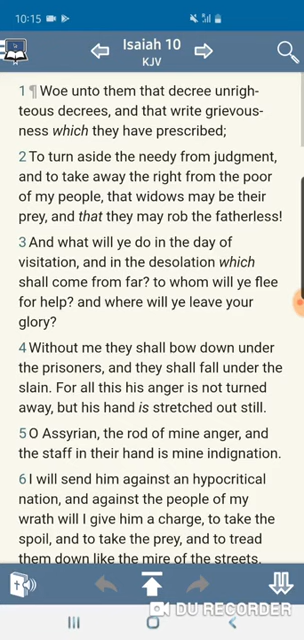 10:15
Isaiah 10
KJV
1 ¶ Woe unto them that decree unrigh-
teous decrees, and that write grievous-
ness which they have prescribed;
2 To turn aside the needy from judgment,
and to take away the right from the poor
of my people, that widows may be their
prey, and that they may rob the fatherless!
3 And what will ye do in the day of
visitation, and in the desolation which
shall come from far? to whom will ye flee
for help? and where will ye leave your
glory?
4 Without me they shall bow down under
the prisoners, and they shall fall under the
slain. For all this his anger is not turned
away, but his hand is stretched out still.
5 O Assyrian, the rod of mine anger, and
the staff in their hand is mine indignation.
6 I will send him against an hypocritical
nation, and against the people of my
wrath will I give him a charge, to take the
spoil, and to take the prey, and to tread
them down like the mire of the streets.
DU RECORDER